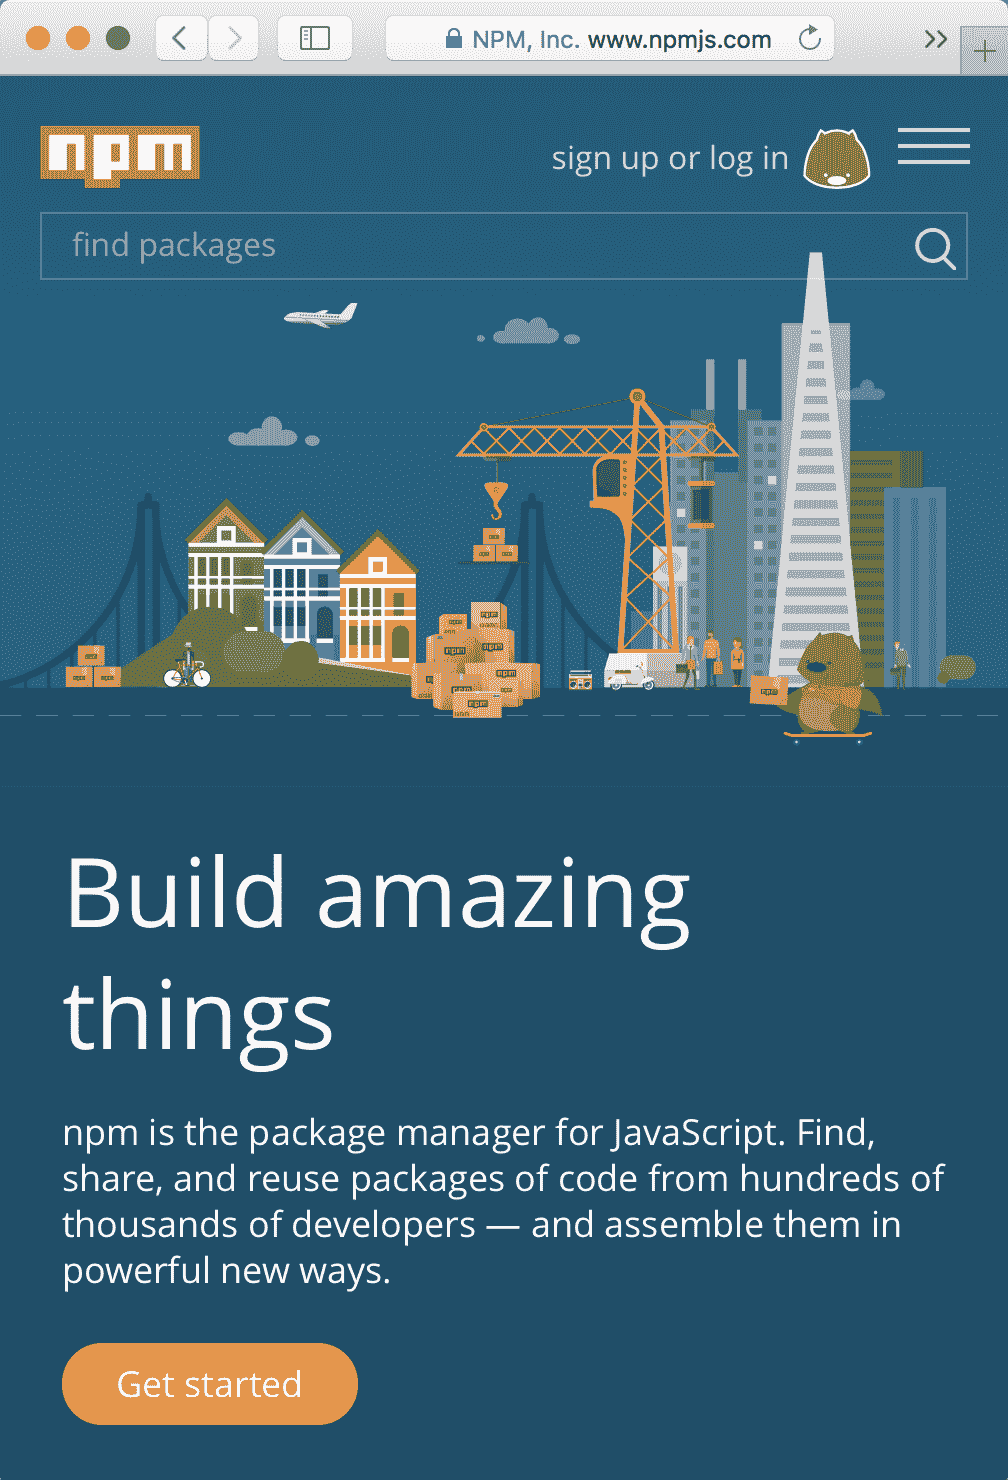 NPM, Inc. www.npmjs.com
npm
sign up or log in
find packages
Build amazing
things
npm is the package manager for JavaScript. Find,
share, and reuse packages of code from hundreds of
thousands of developers — and assemble them in
powerful new ways.
Get started